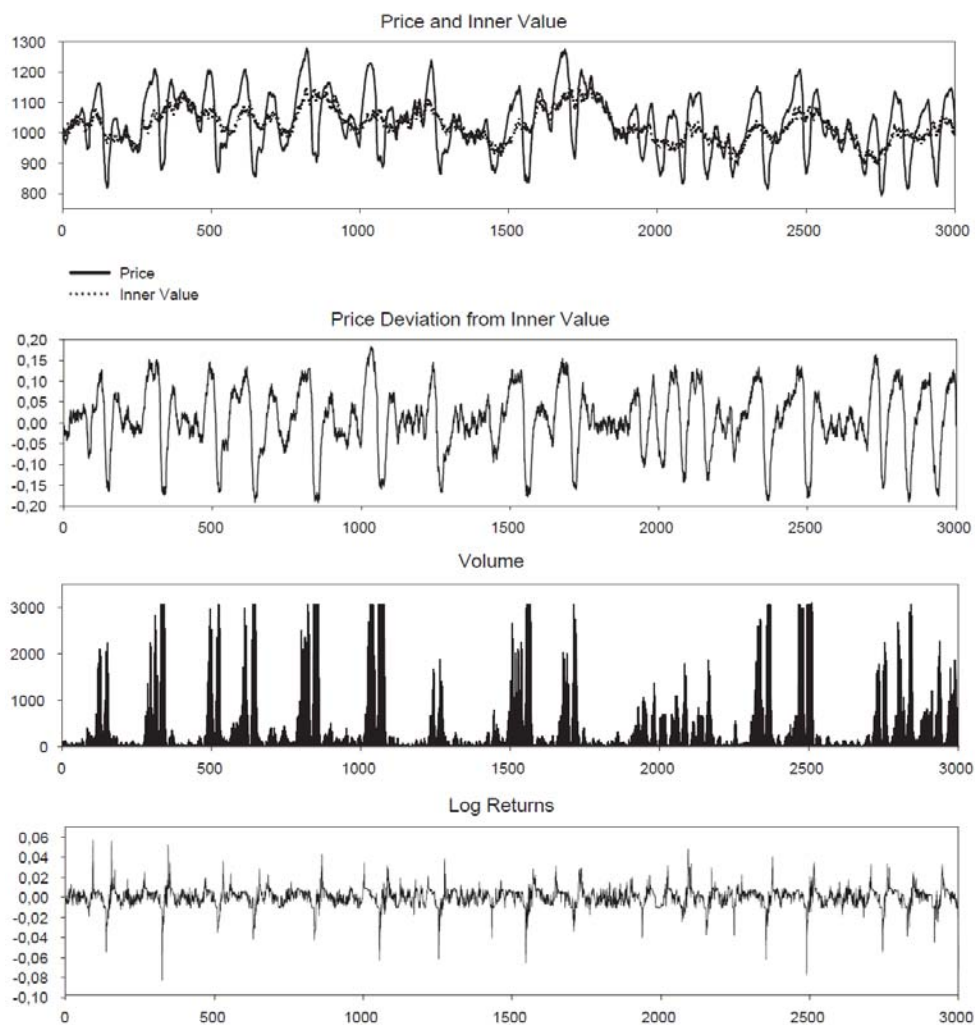 Price and Inner Value
1300
1200
1100
1000
900
800
0 500 1000 1500 2000 2500 3000
Price
Inner Value
Price Deviation from Inner Value
0,20
0,15
0,10
0,05
0,00
-0,05
-0,10
-0,15
-0,20
0 500 1000 1500 2000 2500 3000
Volume
3000
2000
1000
0
0 500 1000 1500 2000 2500 3000
Log Returns
0,06
0,04
0,02
0,00
-0,02
-0,04
-0,06
-0,08
-0,10
0 500 1000 1500 2000 2500 3000